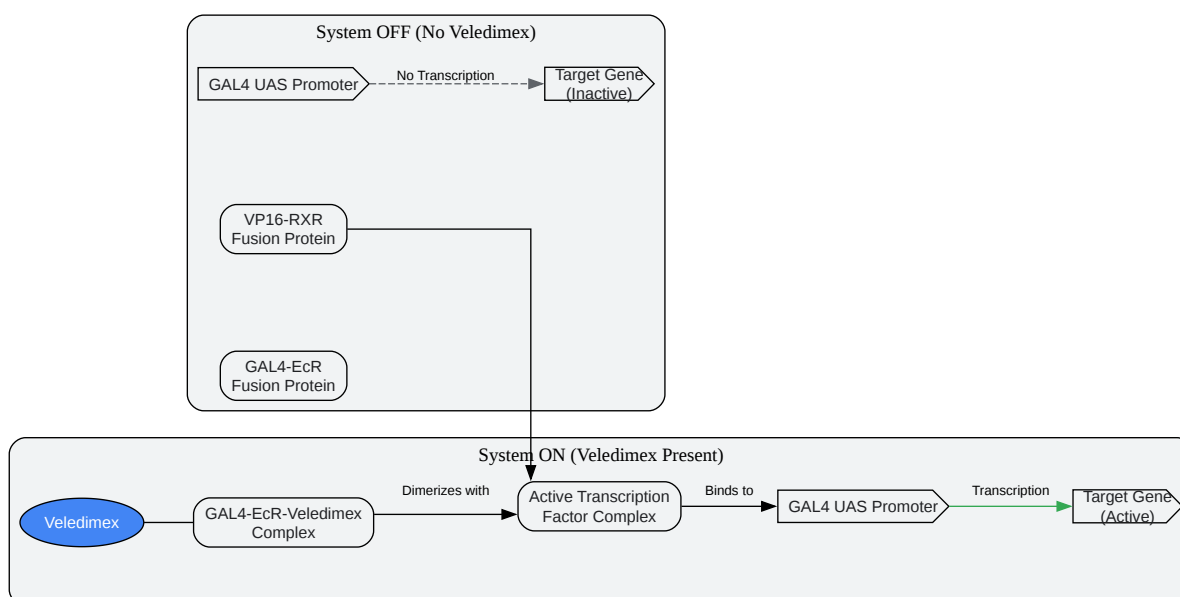 System OFF (No Veledimex)
GAL4 UAS Promoter
No Transcription
Target Gene
(Inactive)
VP16-RXR
Fusion Protein
GAL4-EcR
Fusion Protein
System ON (Veledimex Present)
Veledimex
GAL4-EcR-Veledimex
Complex
Dimerizes with
Active Transcription
Factor Complex
Binds to
GAL4 UAS Promoter
Transcription
Target Gene
(Active)